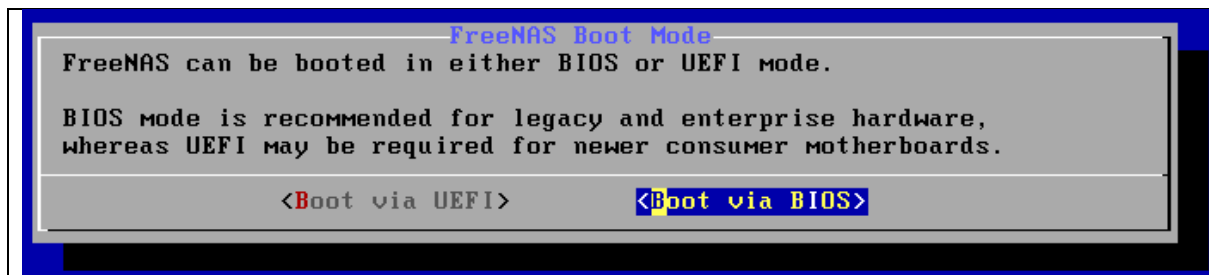 FreeNAS Boot Mode
FreeNAS can be booted in either BIOS or UEFI mode.
BIOS mode is recommended for legacy and enterprise hardware,
whereas UEFI may be required for newer consumer motherboards.
<Boot via UEFI> <Boot via BIOS>